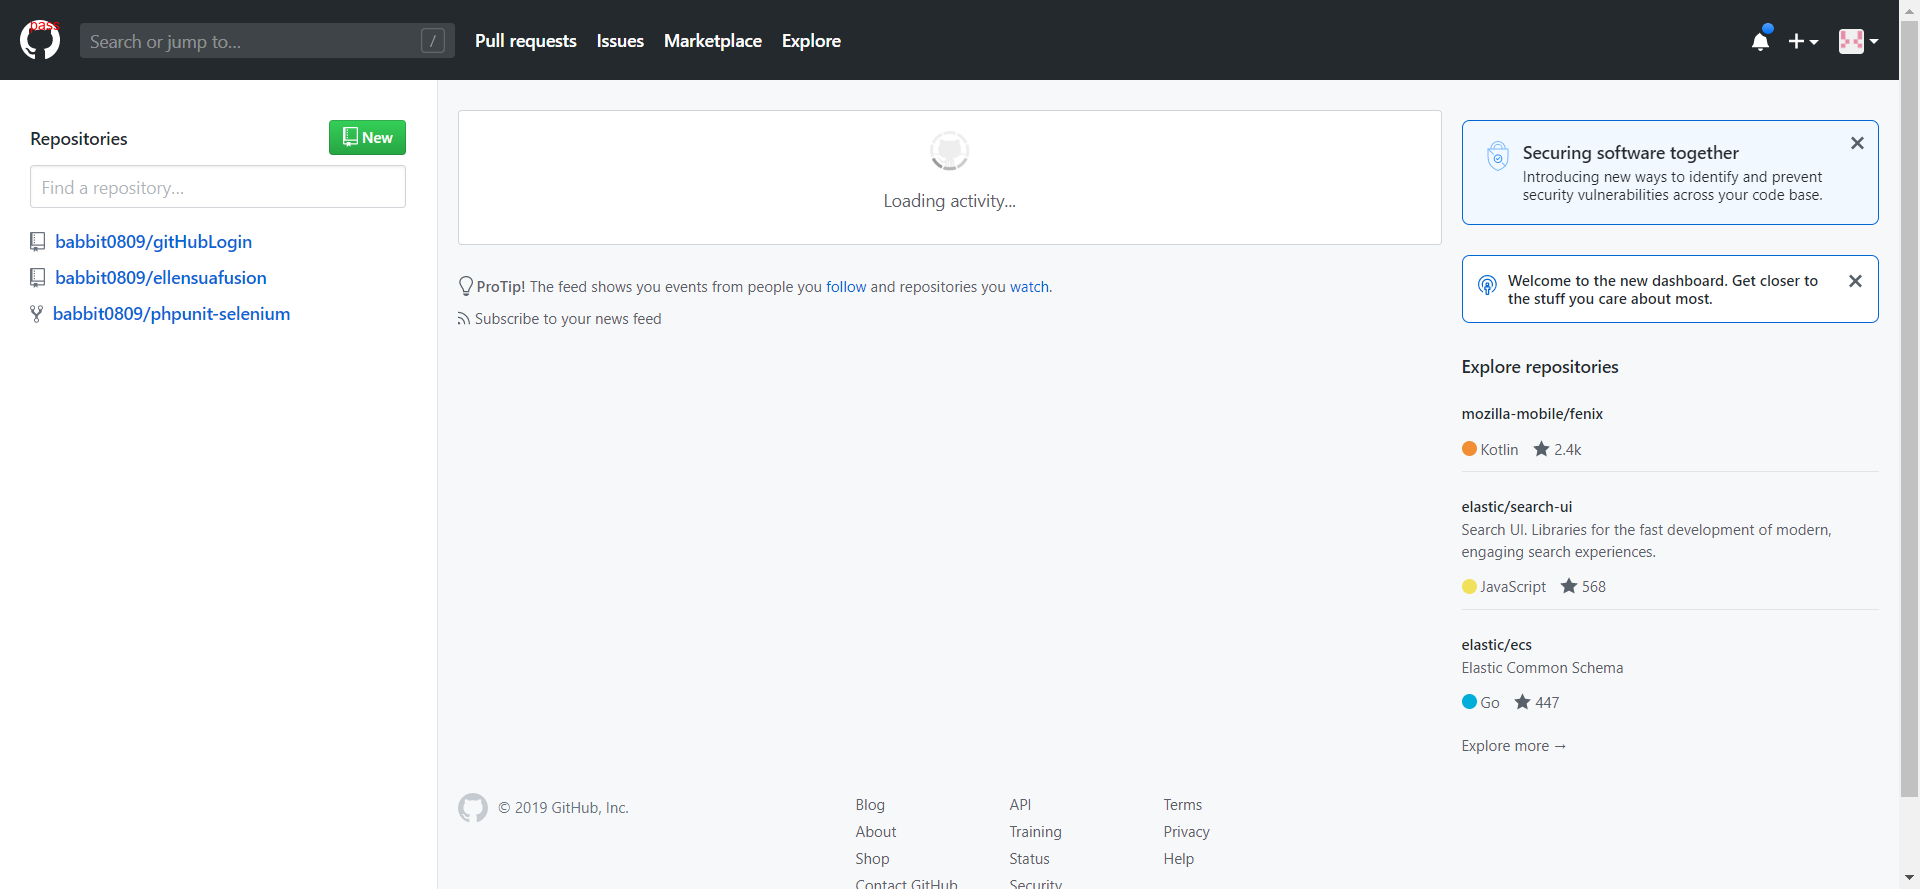 bass
Search or jump to...
/
Pull requests
Issues
Marketplace
Explore
Repositories
New
Find a repository...
babbit0809/gitHubLogin
babbit0809/ellensuafusion
babbit0809/phpunit-selenium
Loading activity...
ProTip! The feed shows you events from people you follow and repositories you watch.
Subscribe to your news feed
Securing software together
Introducing new ways to identify and prevent
security vulnerabilities across your code base.
Welcome to the new dashboard. Get closer to
the stuff you care about most.
Explore repositories
mozilla-mobile/fenix
Kotlin 2.4k
elastic/search-ui
Search UI. Libraries for the fast development of modern,
engaging search experiences.
JavaScript 568
elastic/ecs
Elastic Common Schema
Go 447
Explore more →
© 2019 GitHub, Inc.
Blog
About
Shop
Contact GitHub
API
Training
Status
Security
Terms
Privacy
Help